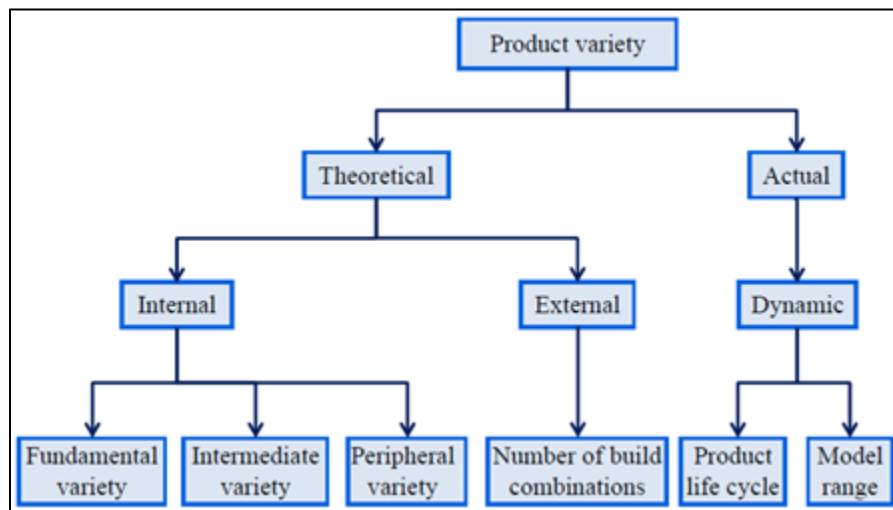 Product variety
Theoretical
Actual
Internal
External
Dynamic
Fundamental
variety
Intermediate
variety
Peripheral
variety
Number of build
combinations
Product
life cycle
Model
range